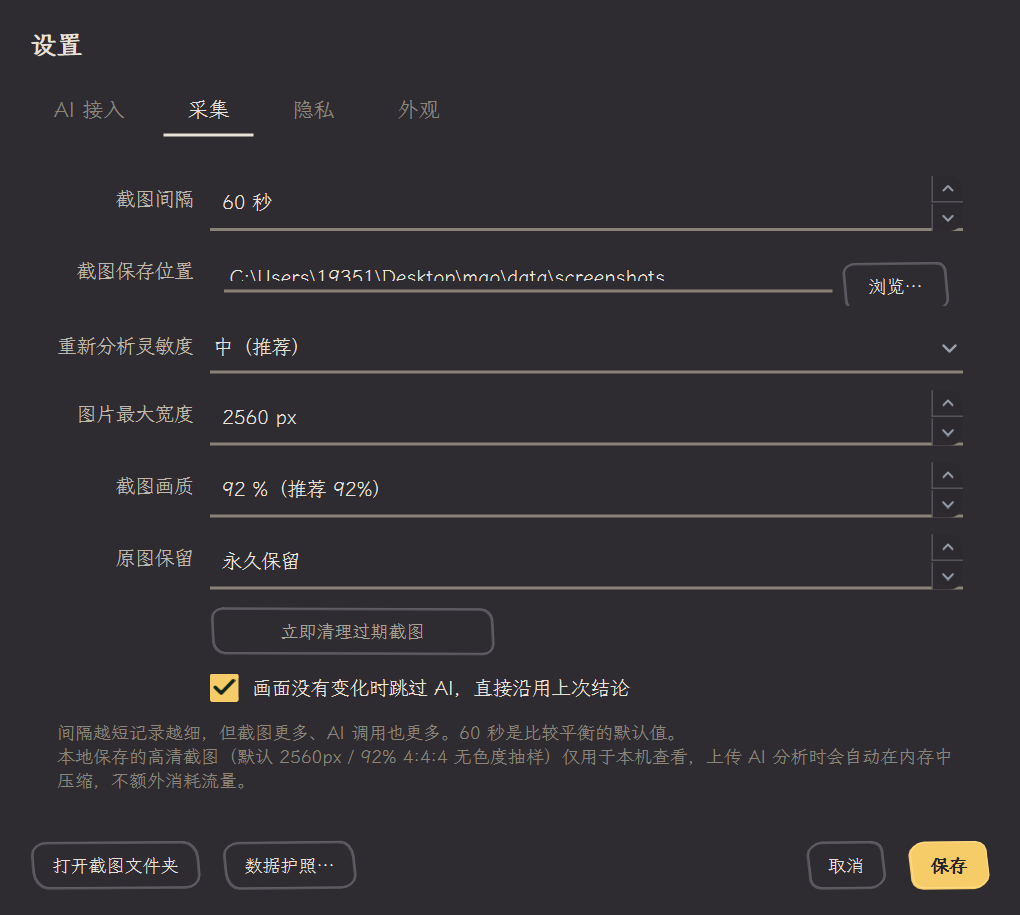 设置
AI 接入 采集 隐私 外观
截图间隔 60 秒
截图保存位置 C:\Users\19351\Desktop\mao\data\screenshots 浏览…
重新分析灵敏度 中（推荐）
图片最大宽度 2560 px
截图画质 92 %（推荐 92%）
原图保留 永久保留
立即清理过期截图
画面没有变化时跳过 AI，直接沿用上次结论
间隔越短记录越细，但截图更多、AI 调用也更多。60 秒是比较平衡的默认值。
本地保存的高清截图（默认 2560px / 92% 4:4:4 无色度抽样）仅用于本机查看，上传 AI 分析时会自动在内存中
压缩，不额外消耗流量。
打开截图文件夹 数据护照… 取消 保存